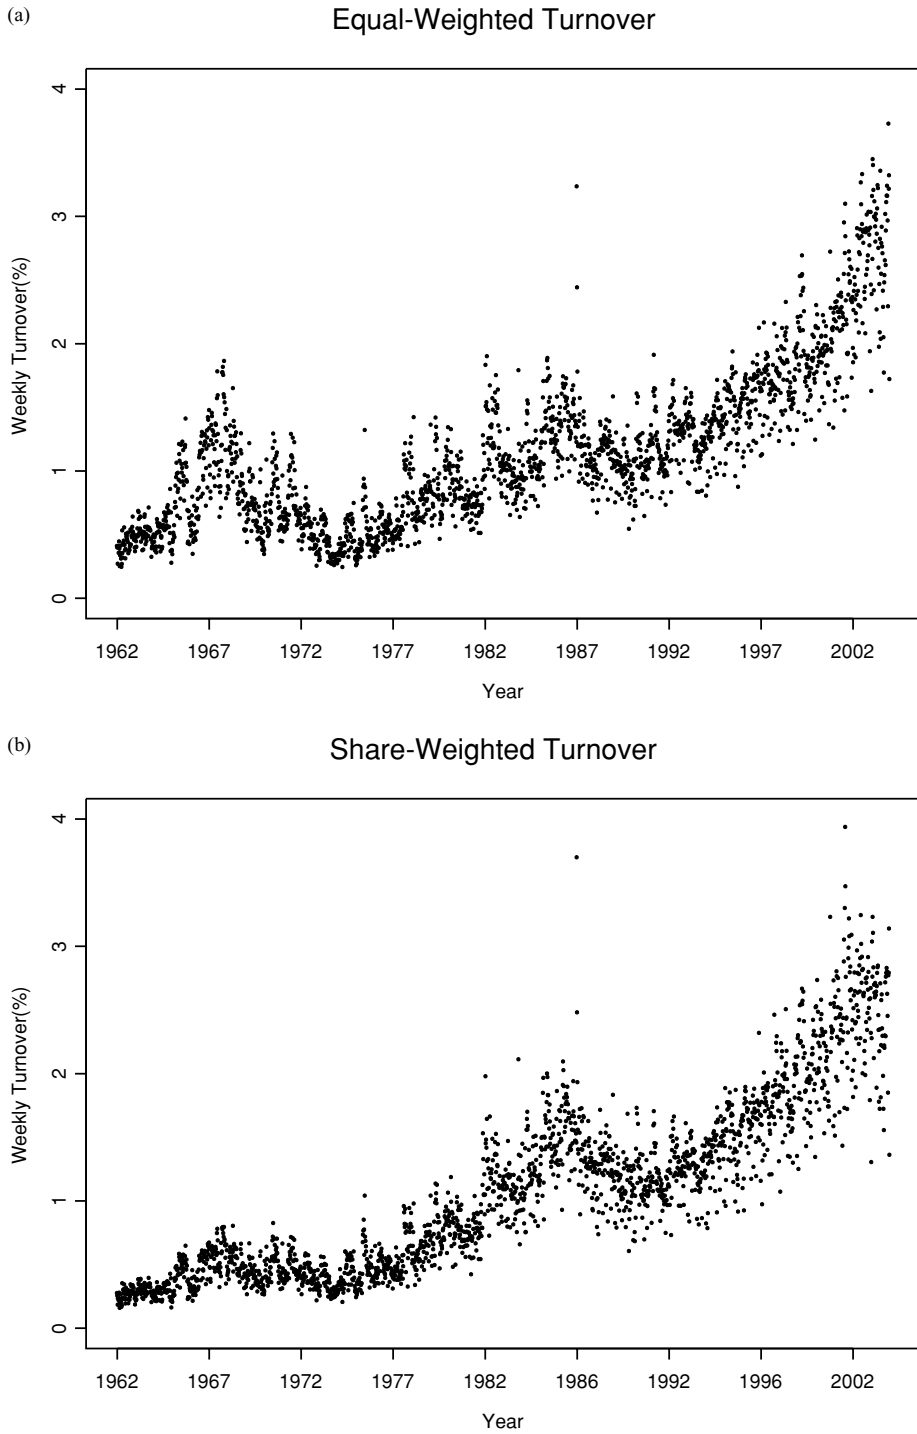 (a)
Equal-Weighted Turnover
4
3
2
1
0
Weekly Turnover(%)
1962 1967 1972 1977 1982 1987 1992 1997 2002
Year
(b)
Share-Weighted Turnover
4
3
2
1
0
Weekly Turnover(%)
1962 1967 1972 1977 1982 1986 1992 1996 2002
Year